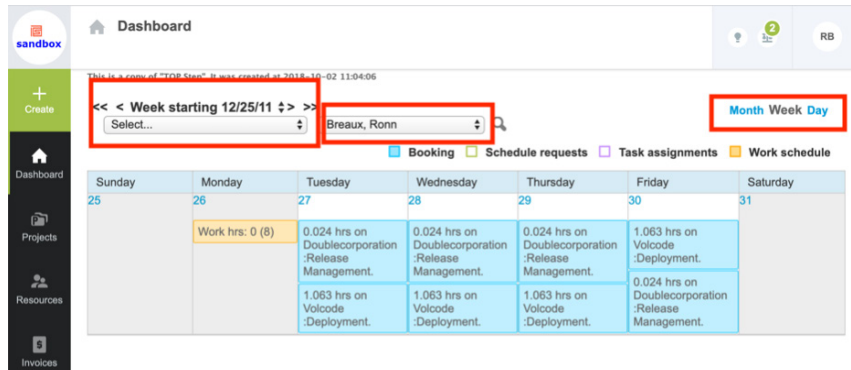 sandbox
Dashboard
2
RB
This is a copy of "TOP Step". It was created at 2018-10-02 11:04:06
Create
<< < Week starting 12/25/11 > >>
Select...
Breaux, Ronn
Month Week Day
Booking Schedule requests Task assignments Work schedule
Dashboard
Projects
Resources
Invoices
Sunday Monday Tuesday Wednesday Thursday Friday Saturday
25 26 27 28 29 30 31
Work hrs: 0 (8)
0.024 hrs on
Doublecorporation
:Release
Management.
1.063 hrs on
Volcode
:Deployment.
0.024 hrs on
Doublecorporation
:Release
Management.
1.063 hrs on
Volcode
:Deployment.
0.024 hrs on
Doublecorporation
:Release
Management.
1.063 hrs on
Volcode
:Deployment.
1.063 hrs on
Volcode
:Deployment.
0.024 hrs on
Doublecorporation
:Release
Management.